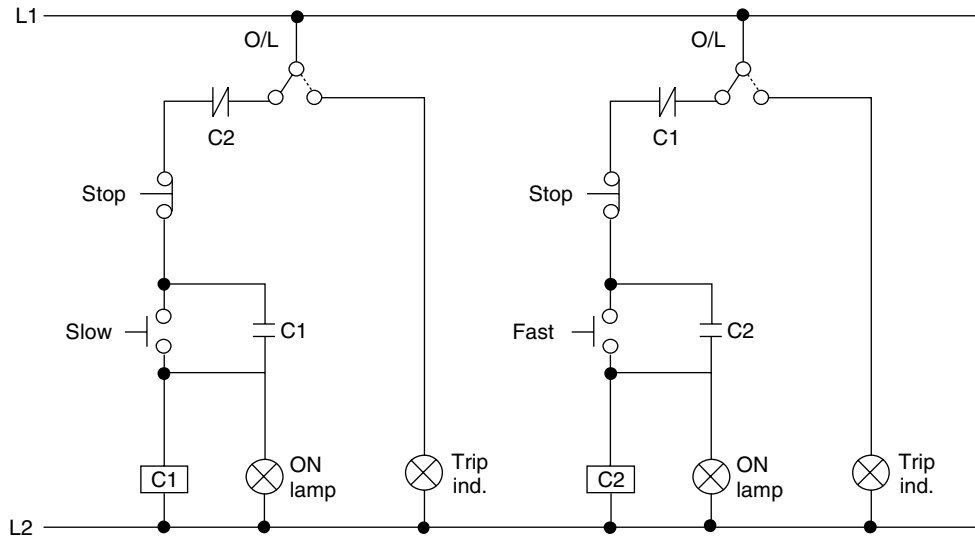 L1
O/L
O/L
C2
C1
Stop
Stop
Slow
C1
Fast
C2
C1
ON
lamp
Trip
ind.
C2
ON
lamp
Trip
ind.
L2